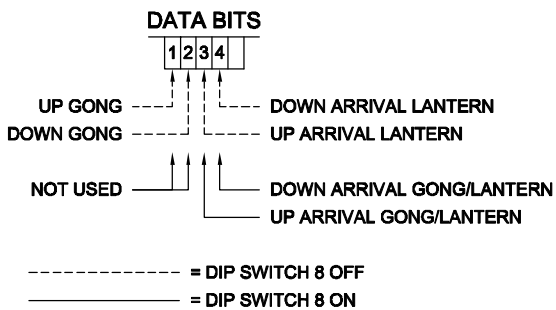 DATA BITS
1 2 3 4
UP GONG
DOWN ARRIVAL LANTERN
DOWN GONG
UP ARRIVAL LANTERN
NOT USED
DOWN ARRIVAL GONG/LANTERN
UP ARRIVAL GONG/LANTERN
= DIP SWITCH 8 OFF
= DIP SWITCH 8 ON